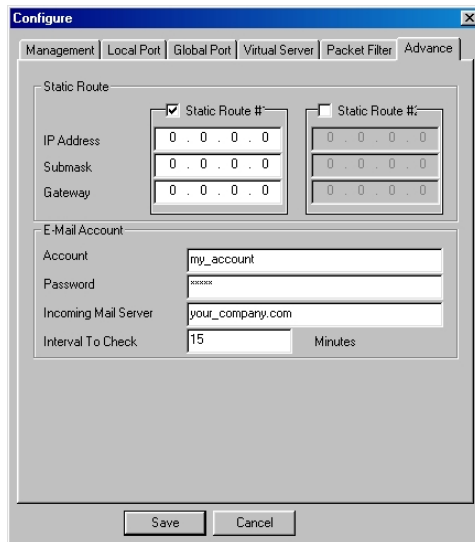 Configure
Management Local Port Global Port Virtual Server Packet Filter Advance
Static Route
Static Route #1 Static Route #2
IP Address 0 . 0 . 0 . 0 0 . 0 . 0 . 0
Submask 0 . 0 . 0 . 0 0 . 0 . 0 . 0
Gateway 0 . 0 . 0 . 0 0 . 0 . 0 . 0
E-Mail Account
Account my_account
Password xxxxx
Incoming Mail Server your_company.com
Interval To Check 15 Minutes
Save Cancel